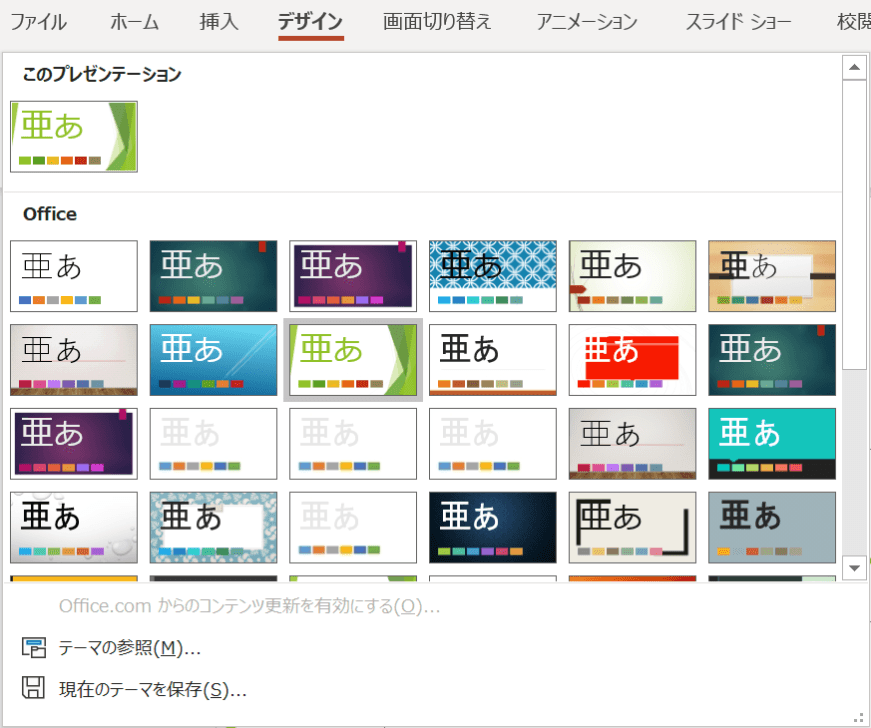 ファイル ホーム 挿入 デザイン 画面切り替え アニメーション スライド ショー 校閲
このプレゼンテーション
亜あ
Office
亜あ 亜あ 亜あ 亜あ 亜あ 亜あ
亜あ 亜あ 亜あ 亜あ 亜あ 亜あ
亜あ 亜あ 亜あ 亜あ 亜あ 亜あ
亜あ 亜あ 亜あ 亜あ 亜あ 亜あ
Office.com からのコンテンツ更新を有効にする(O)...
テーマの参照(M)...
現在のテーマを保存(S)...